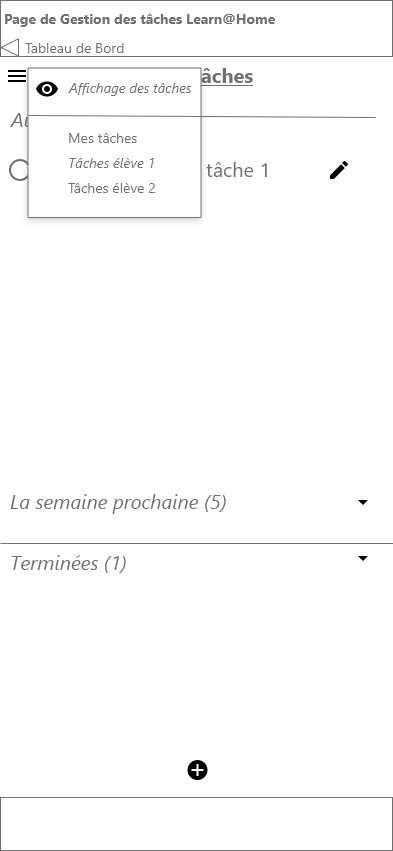 Page de Gestion des tâches Learn@Home
Tableau de Bord
Affichage des tâches
âches
Mes tâches
Tâches élève 1
Tâches élève 2
tâche 1
La semaine prochaine (5)
Terminées (1)